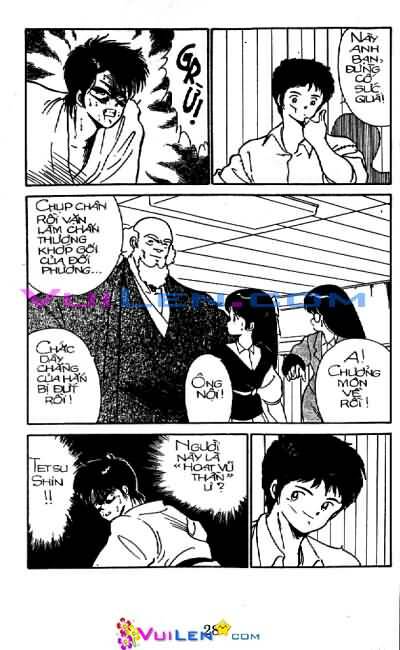 GRỪ!
NÀY
ANH
BẠN,
ĐỪNG
CỐ
SỨC
QUÁ!
CHỤP CHÂN
RỒI VẶN
LÀM CHẤN
THƯƠNG
KHỚP GỐI
CỦA ĐỐI
PHƯƠNG...
CHẮC
DÂY
CHẰNG
CỦA HẮN
BỊ ĐỨT
RỒI!
ÔNG
NỘI!
A!
CHƯỞNG
MÔN
VỀ
RỒI!
VUILEN.COM
TETSU
SHIN
!!
NGƯƠI
NÀY LÀ
"HOẠT VŨ
THẦN"
Ư?
28
VUILEN.COM